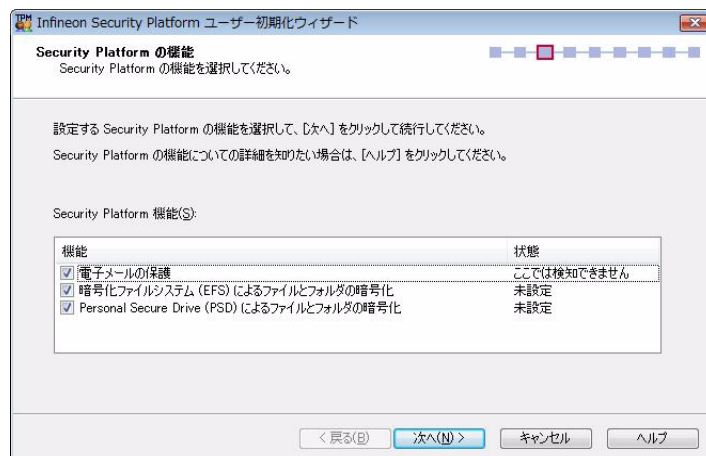 TPM
Infineon Security Platform ユーザー初期化ウィザード
Security Platform の機能
Security Platform の機能を選択してください。
設定する Security Platform の機能を選択して、[次へ] をクリックして続行してください。
Security Platform の機能についての詳細を知りたい場合は、[ヘルプ] をクリックしてください。
Security Platform 機能(S):
機能 状態
電子メールの保護 ここでは検知できません
暗号化ファイルシステム (EFS) によるファイルとフォルダの暗号化 未設定
Personal Secure Drive (PSD) によるファイルとフォルダの暗号化 未設定
< 戻る(B) 次へ(N) > キャンセル ヘルプ